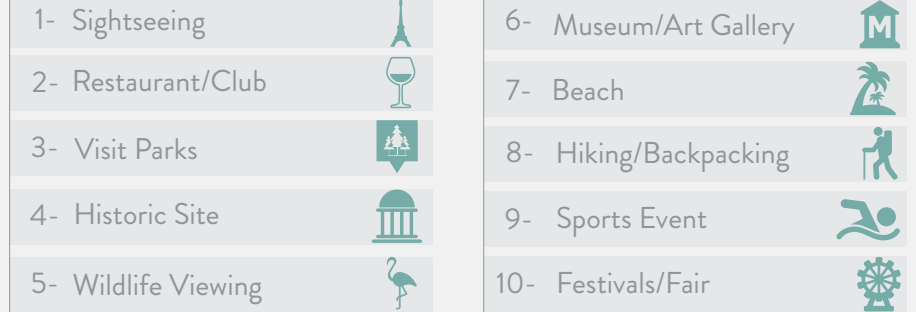 1- Sightseeing
2- Restaurant/Club
3- Visit Parks
4- Historic Site
5- Wildlife Viewing
6- Museum/Art Gallery
M
7- Beach
8- Hiking/Backpacking
9- Sports Event
10- Festivals/Fair